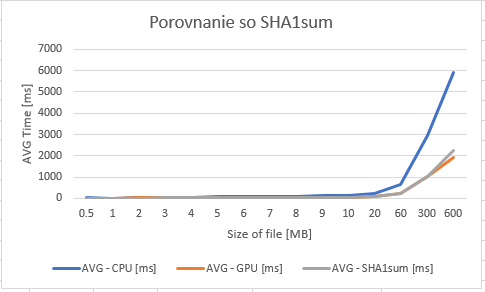 Porovnanie so SHA1sum
7000
6000
5000
4000
3000
2000
1000
0
AVG Time [ms]
0.5 1 2 3 4 5 6 7 8 9 10 20 60 300 600
Size of file [MB]
AVG - CPU [ms] AVG - GPU [ms] AVG - SHA1sum [ms]